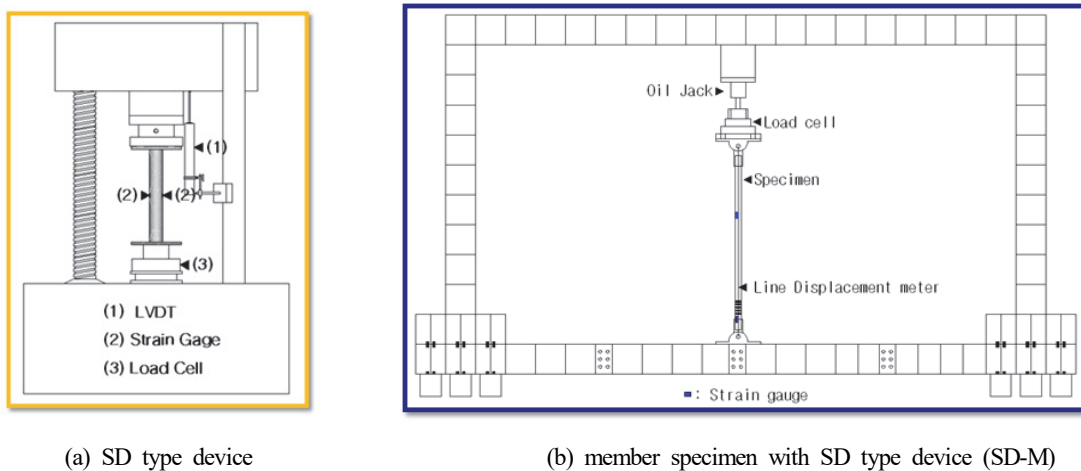 (1)
(2) (2)
(3)
(1) LVDT
(2) Strain Gage
(3) Load Cell
Oil Jack
Load cell
Specimen
Line Displacement meter
: Strain gauge
(a) SD type device
(b) member specimen with SD type device (SD-M)